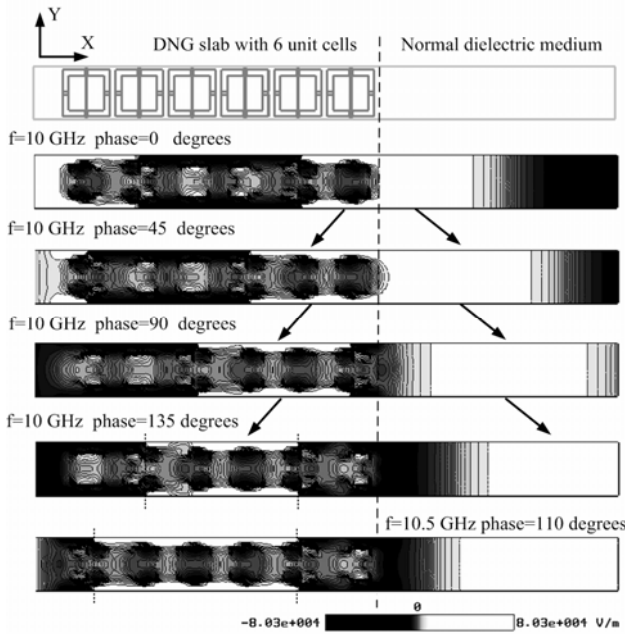 Y
X
DNG slab with 6 unit cells
Normal dielectric medium
f=10 GHz phase=0 degrees
f=10 GHz phase=45 degrees
f=10 GHz phase=90 degrees
f=10 GHz phase=135 degrees
f=10.5 GHz phase=110 degrees
0
-8.03e+004
8.03e+004 V/m